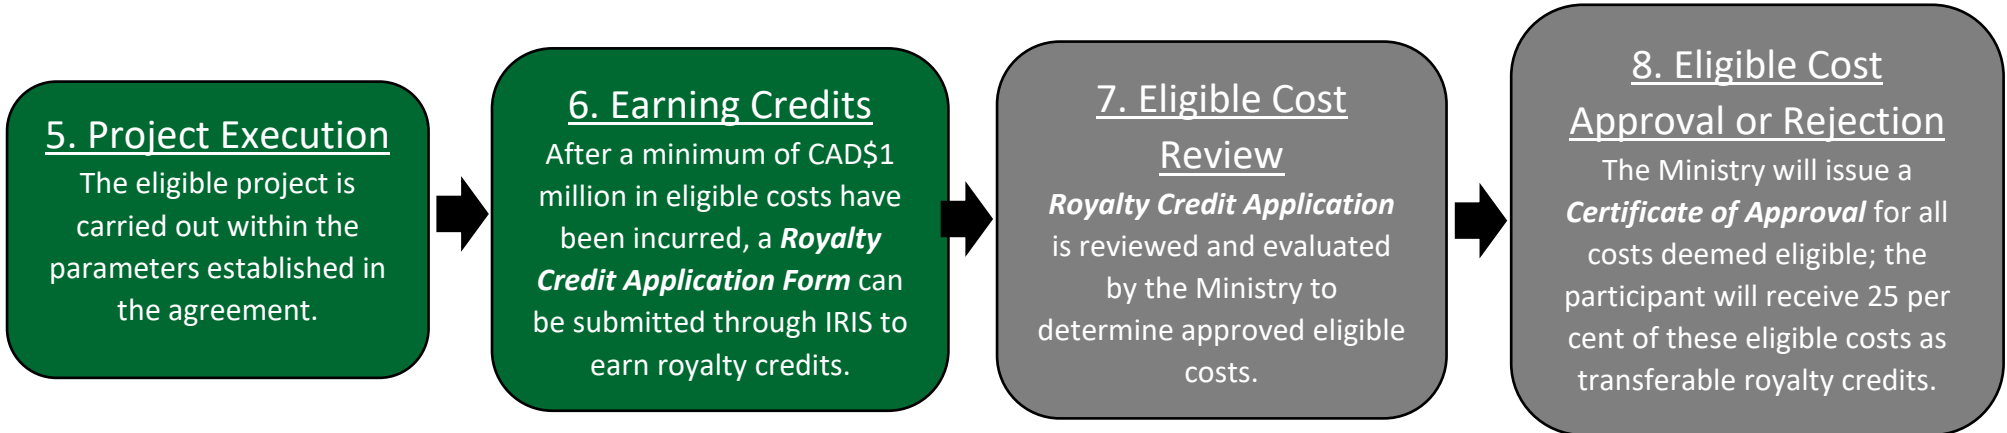 5. Project Execution
The eligible project is
carried out within the
parameters established in
the agreement.
6. Earning Credits
After a minimum of CAD$1
million in eligible costs have
been incurred, a Royalty
Credit Application Form can
be submitted through IRIS to
earn royalty credits.
7. Eligible Cost
Review
Royalty Credit Application
is reviewed and evaluated
by the Ministry to
determine approved eligible
costs.
8. Eligible Cost
Approval or Rejection
The Ministry will issue a
Certificate of Approval for all
costs deemed eligible; the
participant will receive 25 per
cent of these eligible costs as
transferable royalty credits.